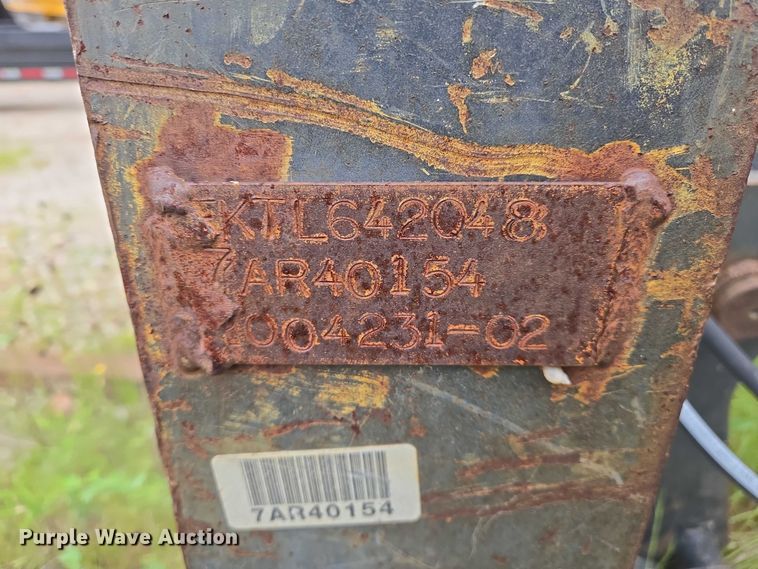 KTL642048
7AR40154
004231-02
7AR40154
Purple Wave Auction